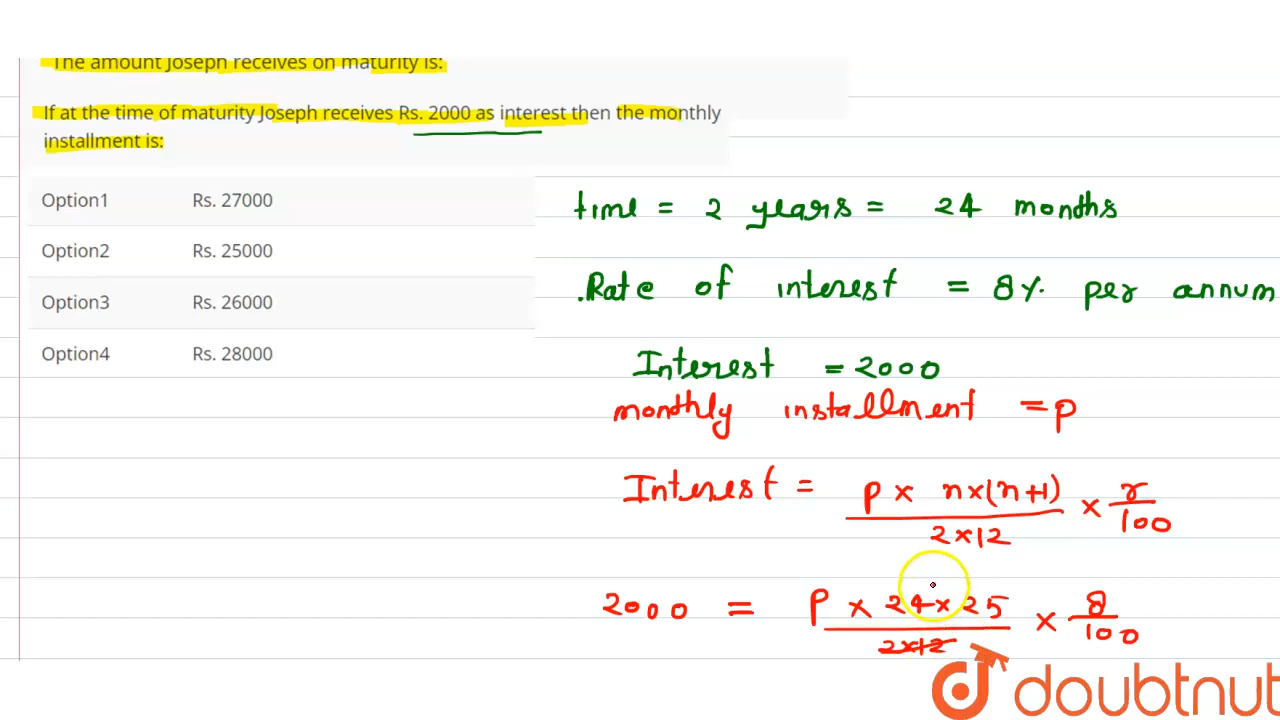 The amount Joseph receives on maturity is:
If at the time of maturity Joseph receives Rs. 2000 as interest then the monthly
installment is:
Option1 Rs. 27000
Option2 Rs. 25000
Option3 Rs. 26000
Option4 Rs. 28000
time = 2 years = 24 months
.Rate of interest = 8%. per annum
Interest = 2000
monthly installment = P
Interest = P × n×(n+1) / 2×12 × r / 100
2000 = P × 24×25 / 2×12 × 8 / 100
doubtnut